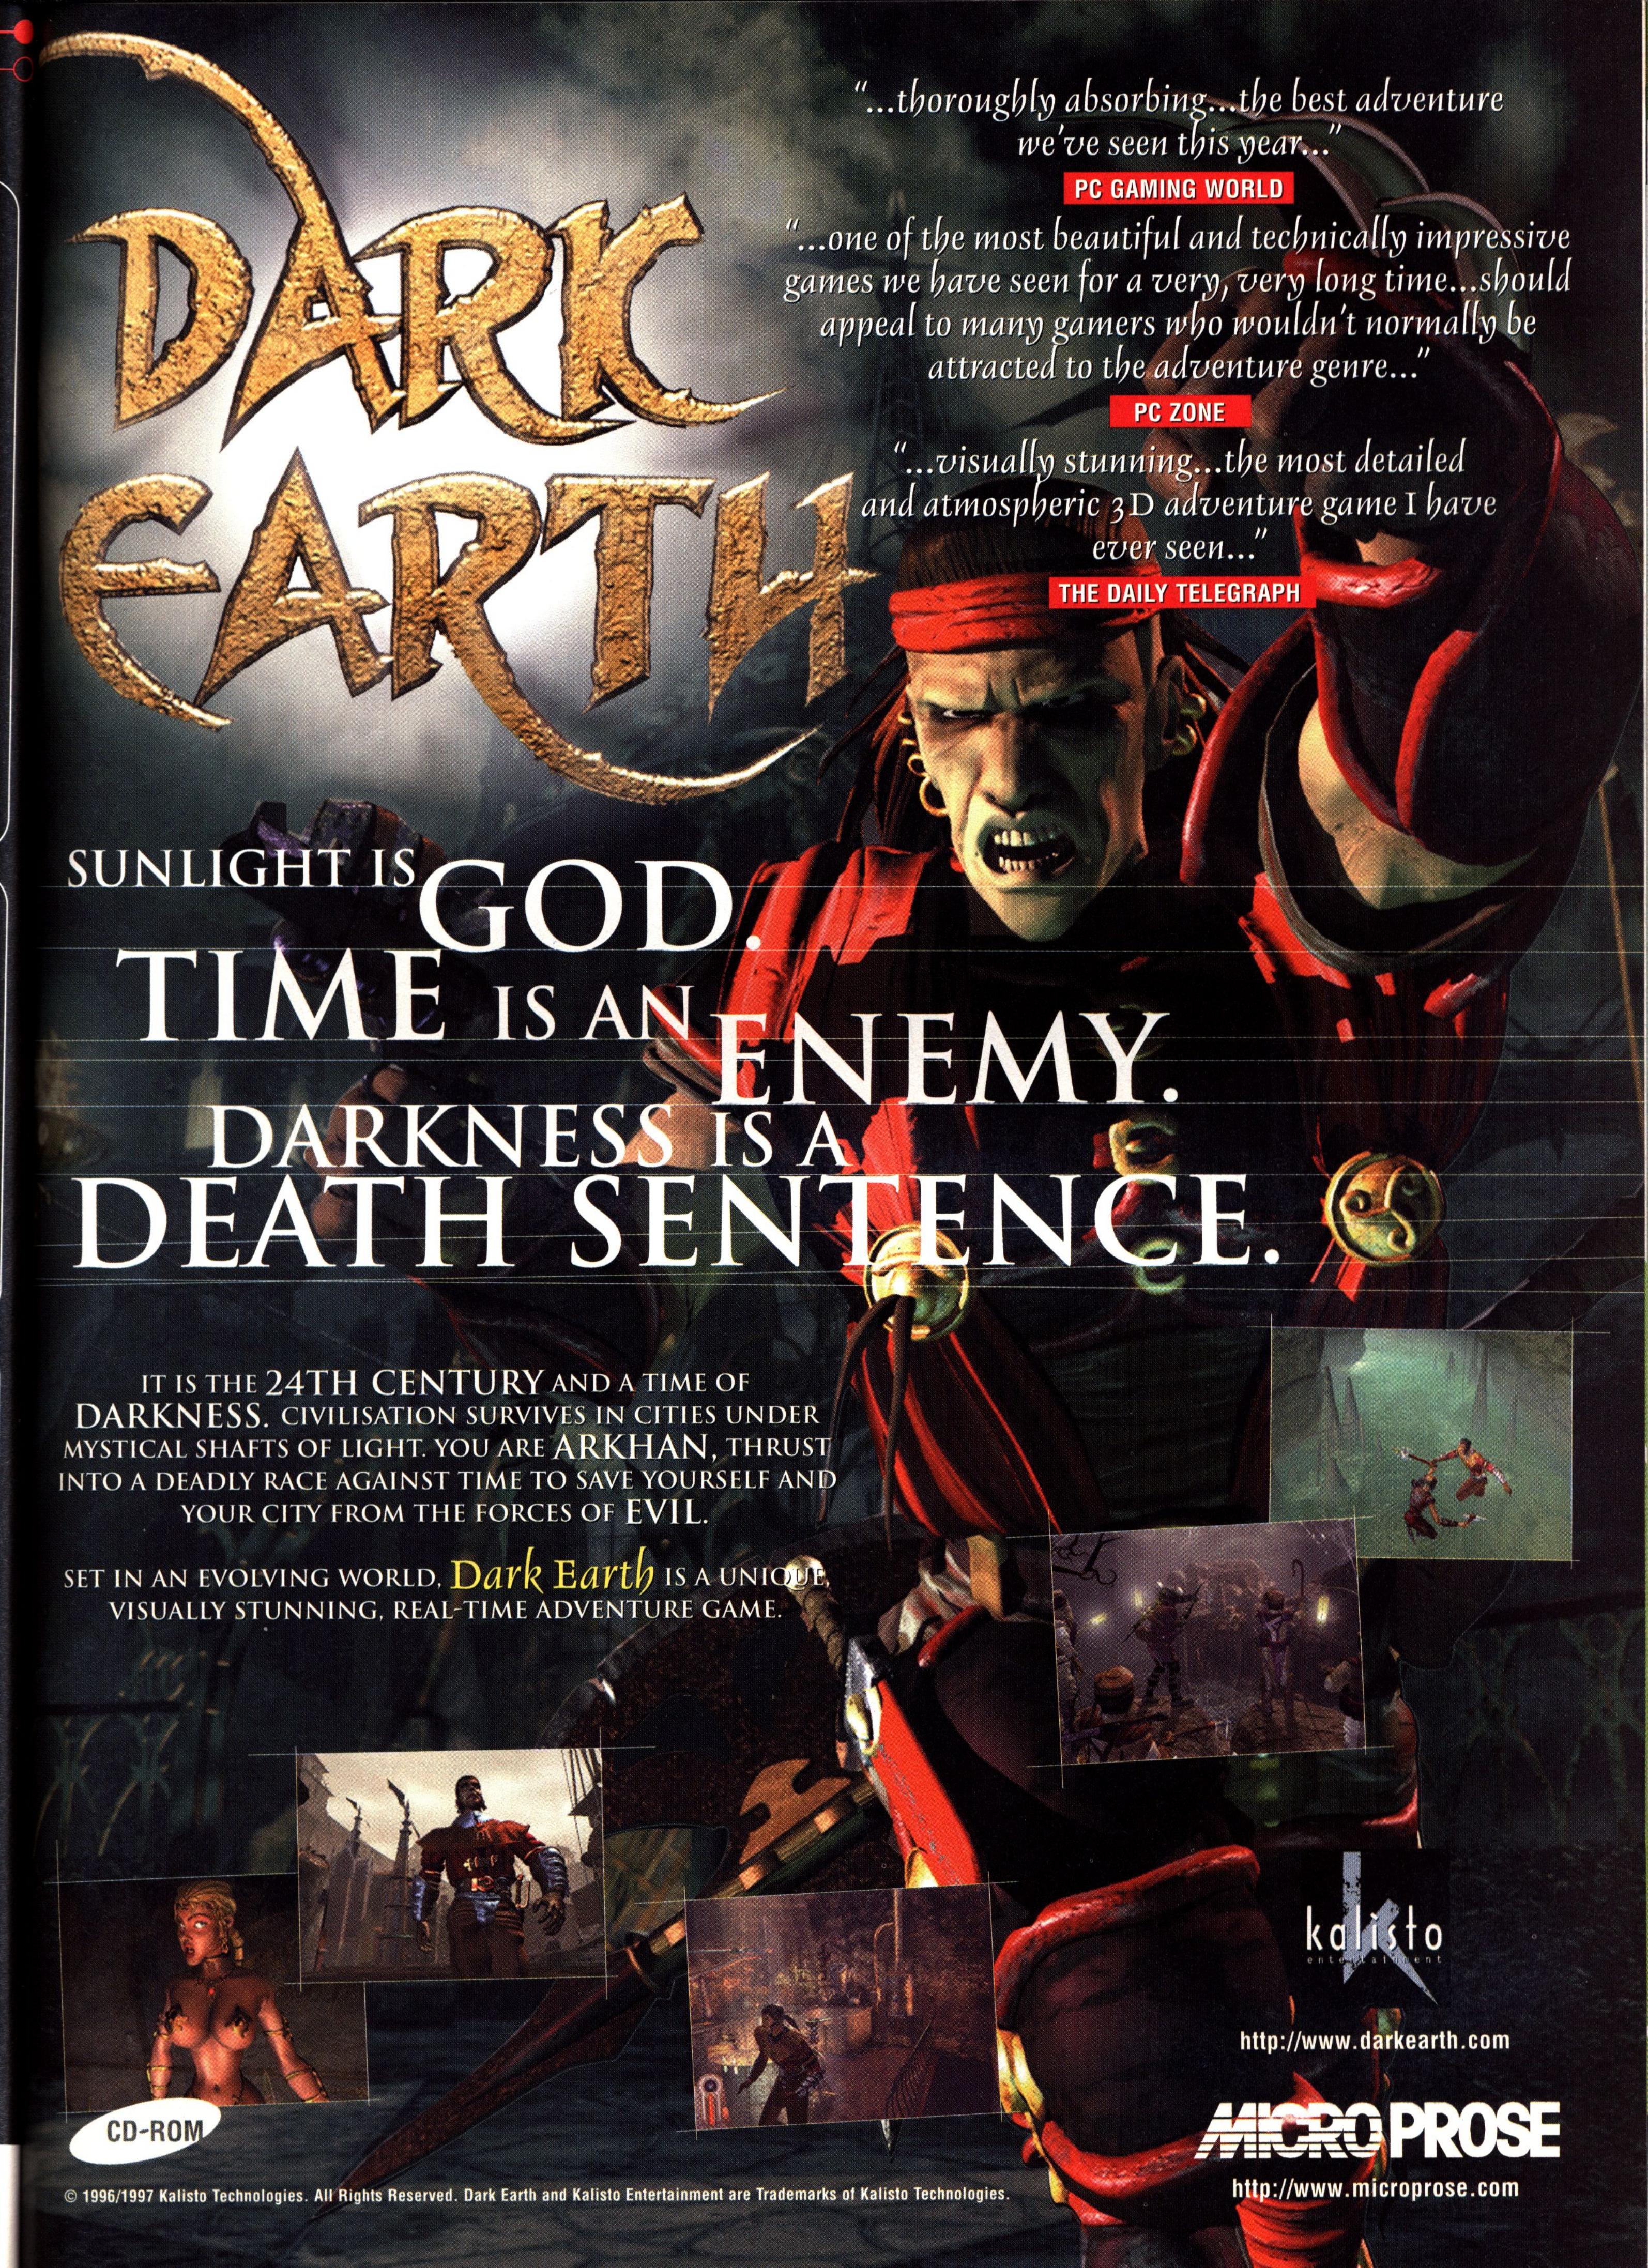 DARK
EARTH
“...thoroughly absorbing...the best adventure
we've seen this year...”
PC GAMING WORLD
“...one of the most beautiful and technically impressive
games we have seen for a very, very long time...should
appeal to many gamers who wouldn't normally be
attracted to the adventure genre...”
PC ZONE
“...visually stunning...the most detailed
and atmospheric 3D adventure game I have
ever seen...”
THE DAILY TELEGRAPH
SUNLIGHT IS GOD.
TIME IS AN ENEMY.
DARKNESS IS A
DEATH SENTENCE.
IT IS THE 24TH CENTURY AND A TIME OF
DARKNESS. CIVILISATION SURVIVES IN CITIES UNDER
MYSTICAL SHAFTS OF LIGHT. YOU ARE ARKHAN, THRUST
INTO A DEADLY RACE AGAINST TIME TO SAVE YOURSELF AND
YOUR CITY FROM THE FORCES OF EVIL.
SET IN AN EVOLVING WORLD, Dark Earth IS A UNIQUE,
VISUALLY STUNNING, REAL-TIME ADVENTURE GAME.
kalisto
entertainment
http://www.darkearth.com
CD-ROM
MICROPROSE
http://www.microprose.com
© 1996/1997 Kalisto Technologies. All Rights Reserved. Dark Earth and Kalisto Entertainment are Trademarks of Kalisto Technologies.